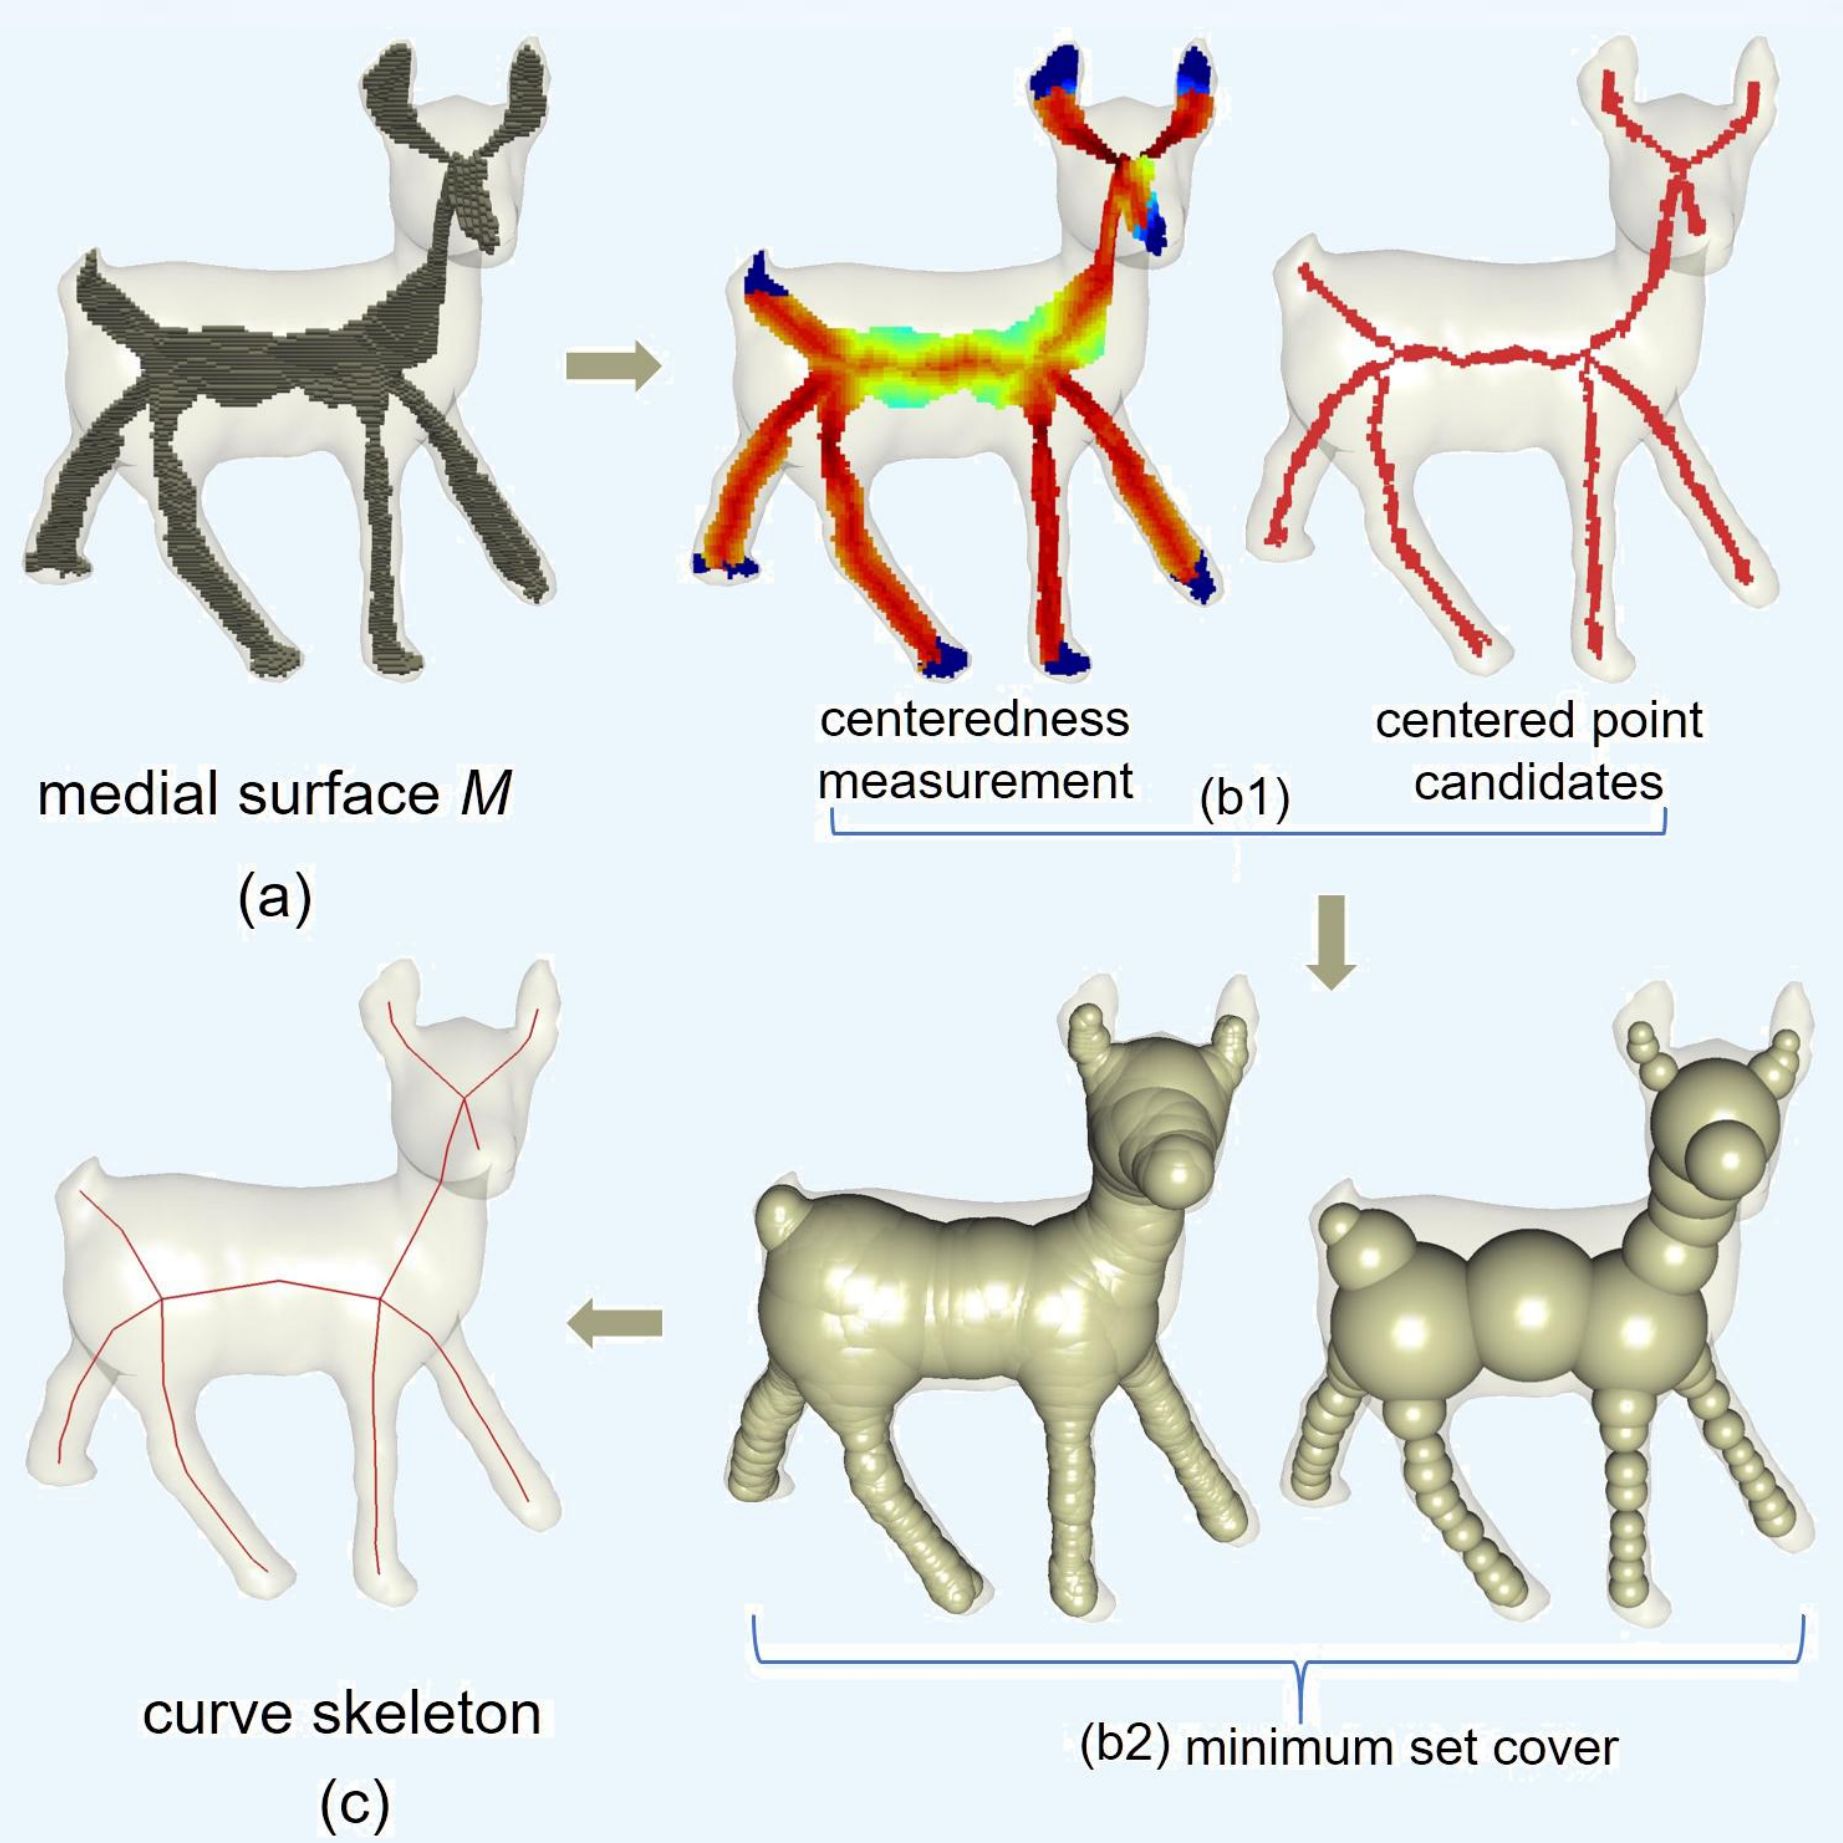 centeredness
measurement
centered point
candidates
(b1)
medial surface M
(a)
curve skeleton
(c)
(b2) minimum set cover